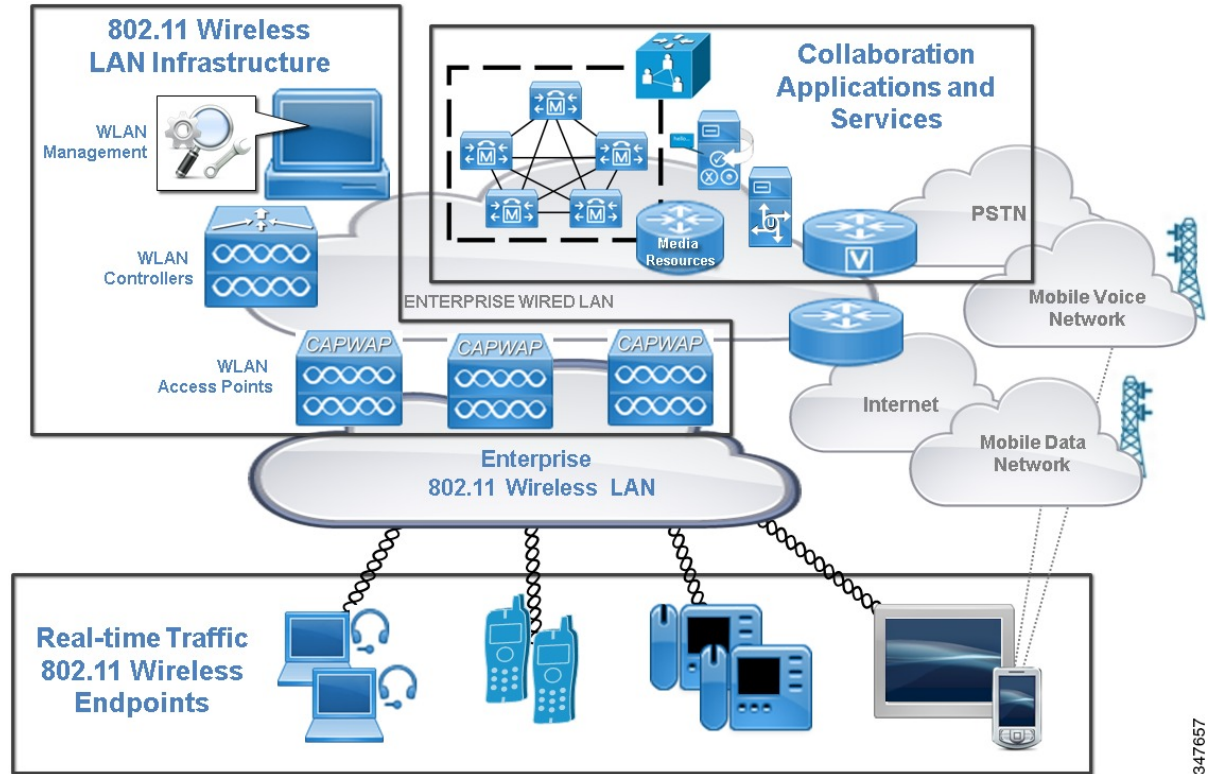 802.11 Wireless
LAN Infrastructure
WLAN
Management
WLAN
Controllers
WLAN
Access Points
CAPWAP
CAPWAP
CAPWAP
Collaboration
Applications and
Services
M
M
M
M
M
hello...
U
Media
Resources
V
PSTN
ENTERPRISE WIRED LAN
Mobile Voice
Network
Internet
Mobile Data
Network
Enterprise
802.11 Wireless LAN
Real-time Traffic
802.11 Wireless
Endpoints
347657